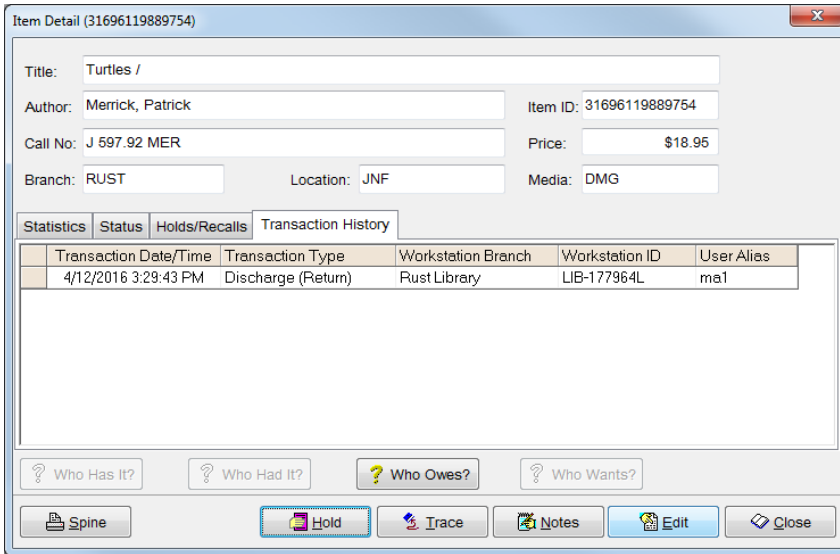 Item Detail (31696119889754)
x
Title: Turtles /
Author: Merrick, Patrick Item ID: 31696119889754
Call No: J 597.92 MER Price: $18.95
Branch: RUST Location: JNF Media: DMG
Statistics Status Holds/Recalls Transaction History
Transaction Date/Time Transaction Type Workstation Branch Workstation ID User Alias
4/12/2016 3:29:43 PM Discharge (Return) Rust Library LIB-177964L ma1
? Who Has It? ? Who Had It? ? Who Owes? ? Who Wants?
Spine Hold Trace Notes Edit Close